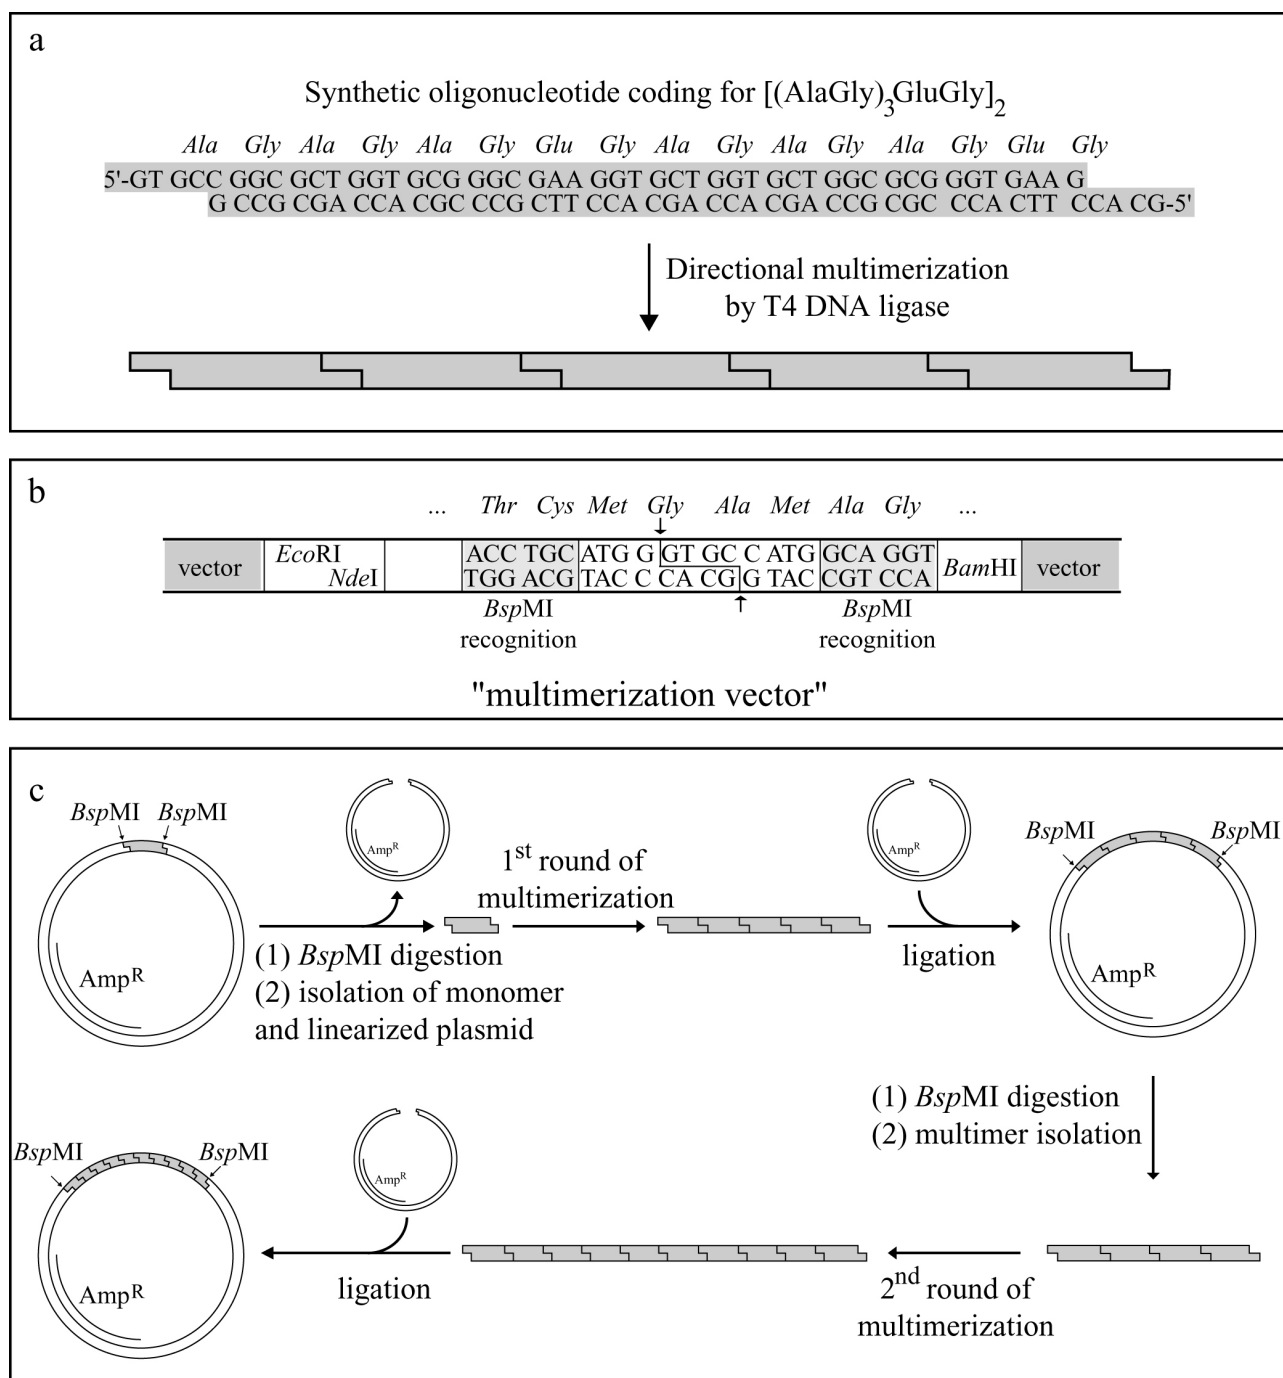 a
Synthetic oligonucleotide coding for [(AlaGly)3GluGly]2
Ala Gly Ala Gly Ala Gly Glu Gly Ala Gly Ala Gly Ala Gly Glu Gly
5'-GT GCC GGC GCT GGT GCG GGC GAA GGT GCT GGT GCT GGC GCG GGT GAA G
G CCG CGA CCA CGC CCG CTT CCA CGA CCA CGA CCG CGC CCA CTT CCA CG-5'
Directional multimerization
by T4 DNA ligase
b
... Thr Cys Met Gly Ala Met Ala Gly ...
vector EcoRI NdeI ACC TGC ATG G GT GC C ATG GCA GGT BamHI vector
TGG ACG TAC C CA CG G TAC CGT CCA
BspMI
recognition
BspMI
recognition
"multimerization vector"
c
BspMI BspMI
AmpR
AmpR
(1) BspMI digestion
(2) isolation of monomer
and linearized plasmid
1st round of
multimerization
AmpR
ligation
BspMI BspMI
AmpR
(1) BspMI digestion
(2) multimer isolation
2nd round of
multimerization
AmpR
ligation
BspMI BspMI
AmpR